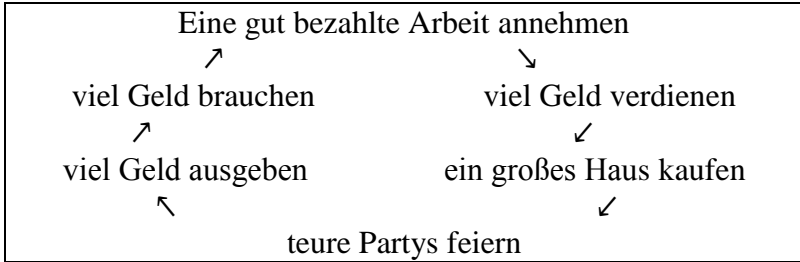 Eine gut bezahlte Arbeit annehmen
↗ ↘
viel Geld brauchen viel Geld verdienen
↗ ↙
viel Geld ausgeben ein großes Haus kaufen
↖ ↙
teure Partys feiern